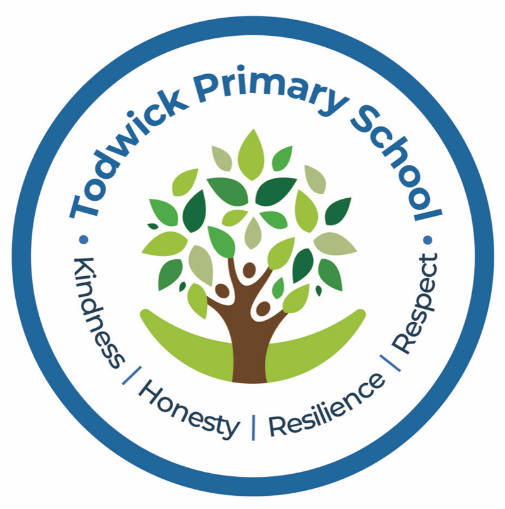 Todwick Primary School
Kindness | Honesty | Resilience | Respect